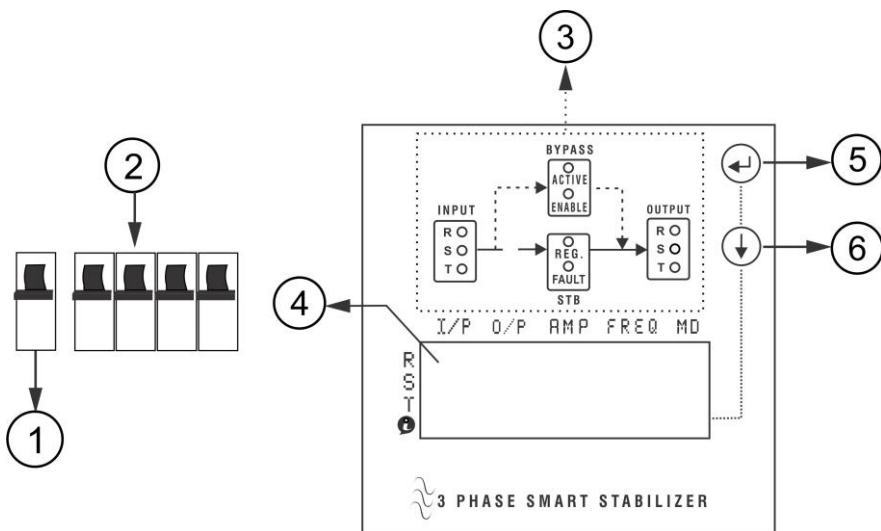 3
2
1
BYPASS
ACTIVE
ENABLE
INPUT
R
S
T
REG.
FAULT
STB
OUTPUT
R
S
T
5
6
4
I/P O/P AMP FREQ MD
R
S
T
i
3 PHASE SMART STABILIZER